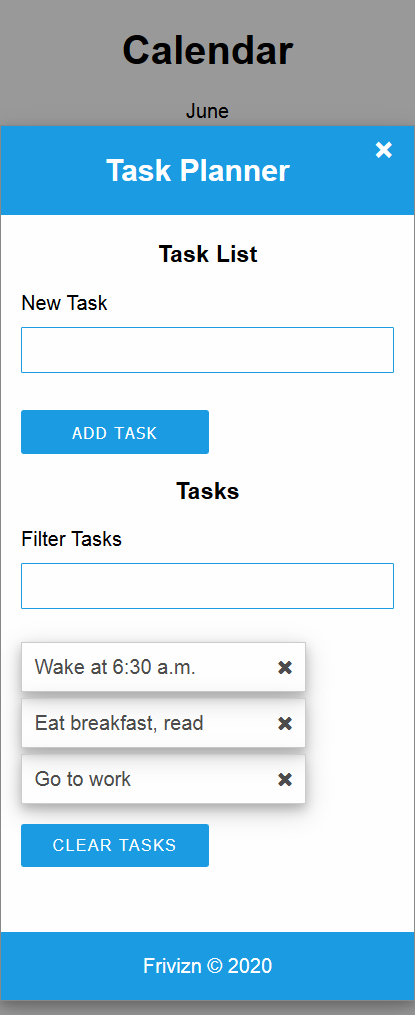 Calendar
June
Task Planner
Task List
New Task
ADD TASK
Tasks
Filter Tasks
Wake at 6:30 a.m.
Eat breakfast, read
Go to work
CLEAR TASKS
Frivizn © 2020